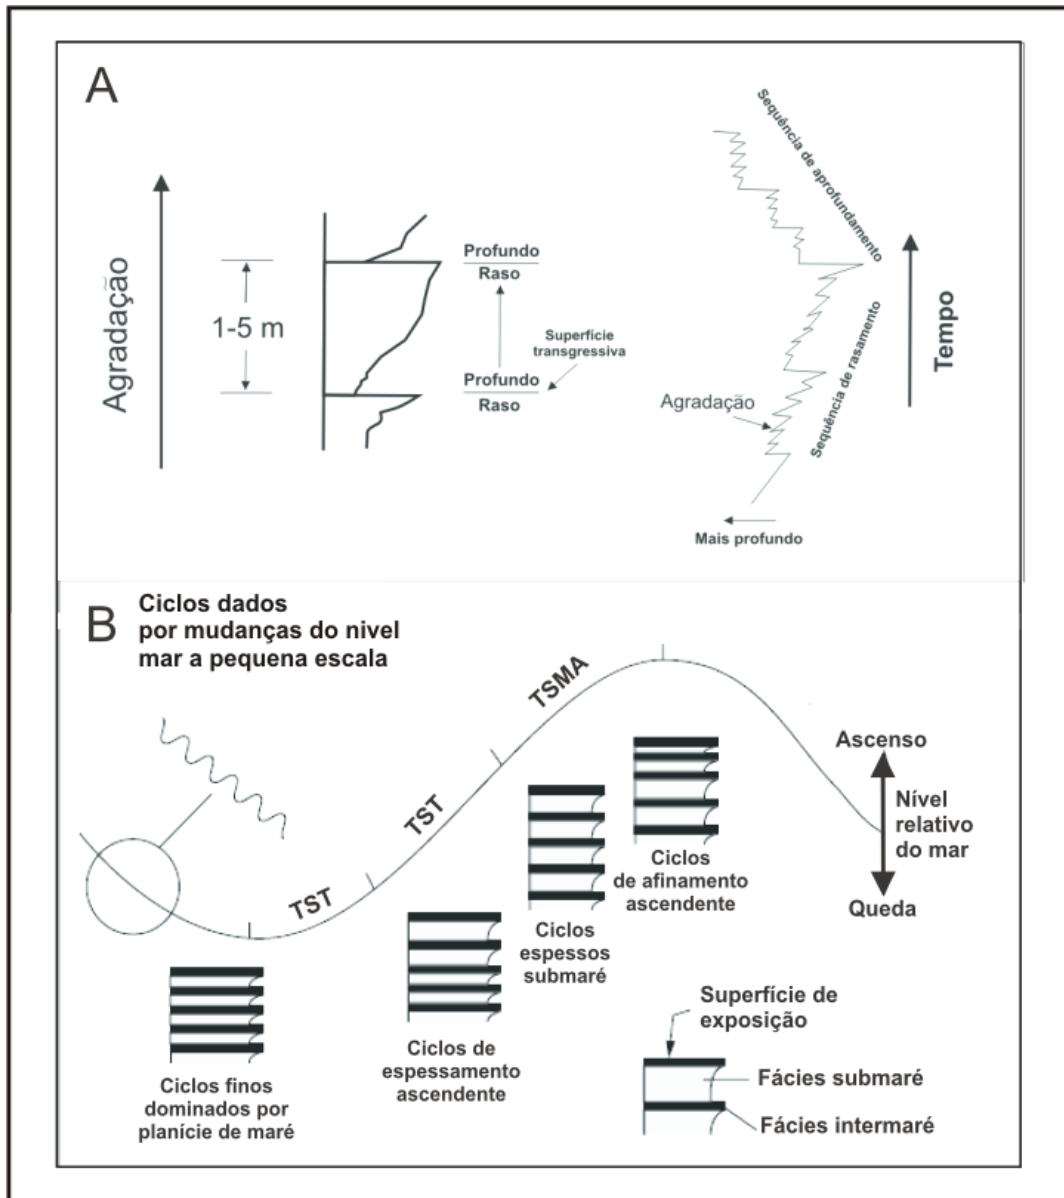 A
Agradação
1-5 m
Profundo
Raso
Superfície
transgressiva
Profundo
Raso
Sequência de aprofundamento
Agradação
Sequência de rasamento
Tempo
Mais profundo
B
Ciclos dados
por mudanças do nivel
mar a pequena escala
TSMA
TST
TST
Ascenso
Nível
relativo
do mar
Queda
Ciclos
de afinamento
ascendente
Ciclos
espessos
submaré
Ciclos de
espessamento
ascendente
Ciclos finos
dominados por
planície de maré
Superfície de
exposição
Fácies submaré
Fácies intermaré